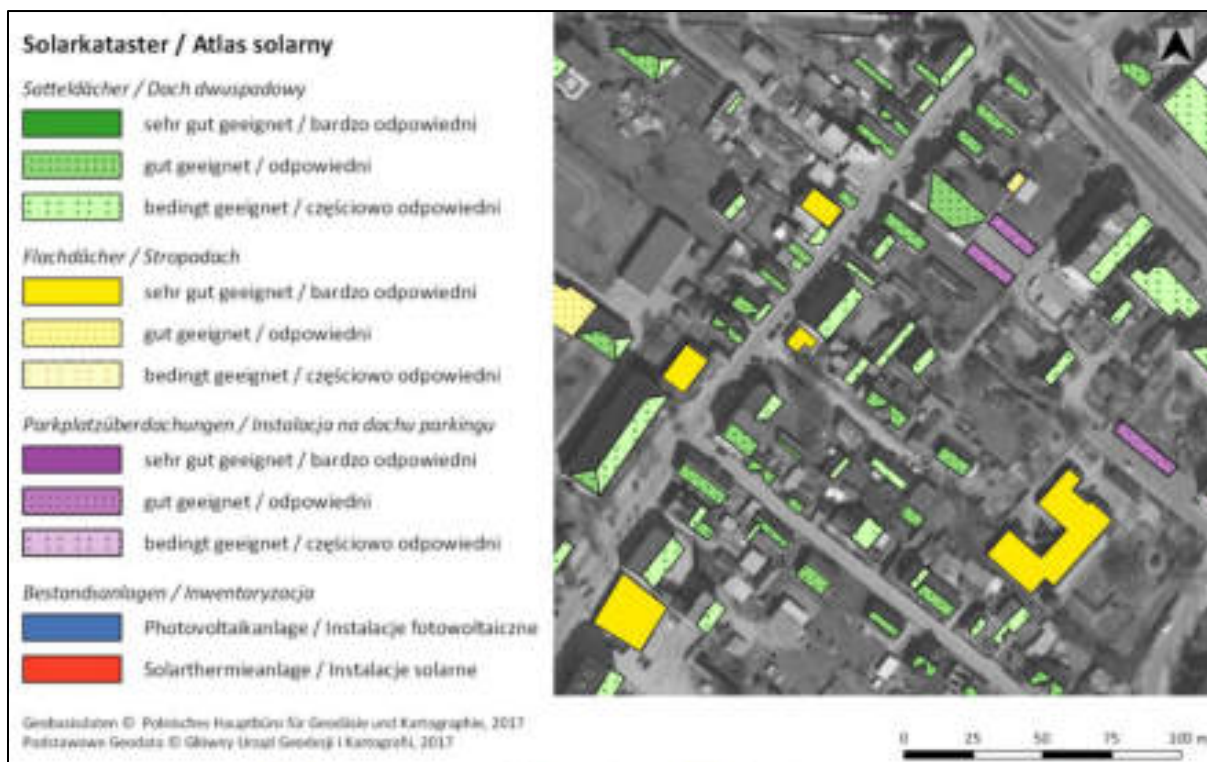 Solarkataster / Atlas solarny
Satteldächer / Dach dwuspadowy
sehr gut geeignet / bardzo odpowiedni
gut geeignet / odpowiedni
bedingt geeignet / częściowo odpowiedni
Flachdächer / Stropodach
sehr gut geeignet / bardzo odpowiedni
gut geeignet / odpowiedni
bedingt geeignet / częściowo odpowiedni
Parkplatzüberdachungen / Instalacja na dachu parkingu
sehr gut geeignet / bardzo odpowiedni
gut geeignet / odpowiedni
bedingt geeignet / częściowo odpowiedni
Bestandsanlagen / Inwentaryzacja
Photovoltaikanlage / Instalacje fotowoltaiczne
Solarthermieanlage / Instalacje solarne
Geobasisdaten © Polnisches Hauptbüro für Geodäsie und Kartographie, 2017
Podstawowe Geodata © Główny Urząd Geodezji i Kartografii, 2017
0 25 50 75 100 m